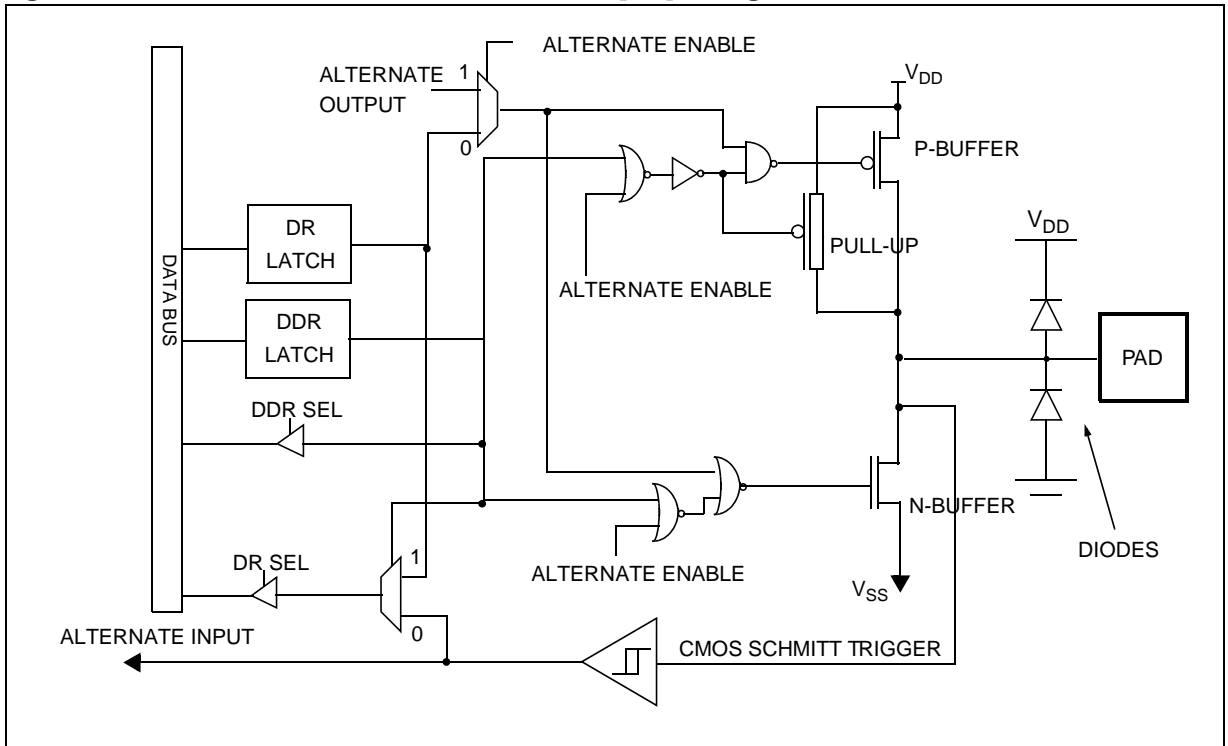 ALTERNATE ENABLE
ALTERNATE
OUTPUT
1
0
VDD
P-BUFFER
DR
LATCH
PULL-UP
VDD
ALTERNATE ENABLE
DATA BUS
DDR
LATCH
PAD
DDR SEL
N-BUFFER
DIODES
DR SEL
1
ALTERNATE ENABLE
VSS
0
ALTERNATE INPUT
CMOS SCHMITT TRIGGER